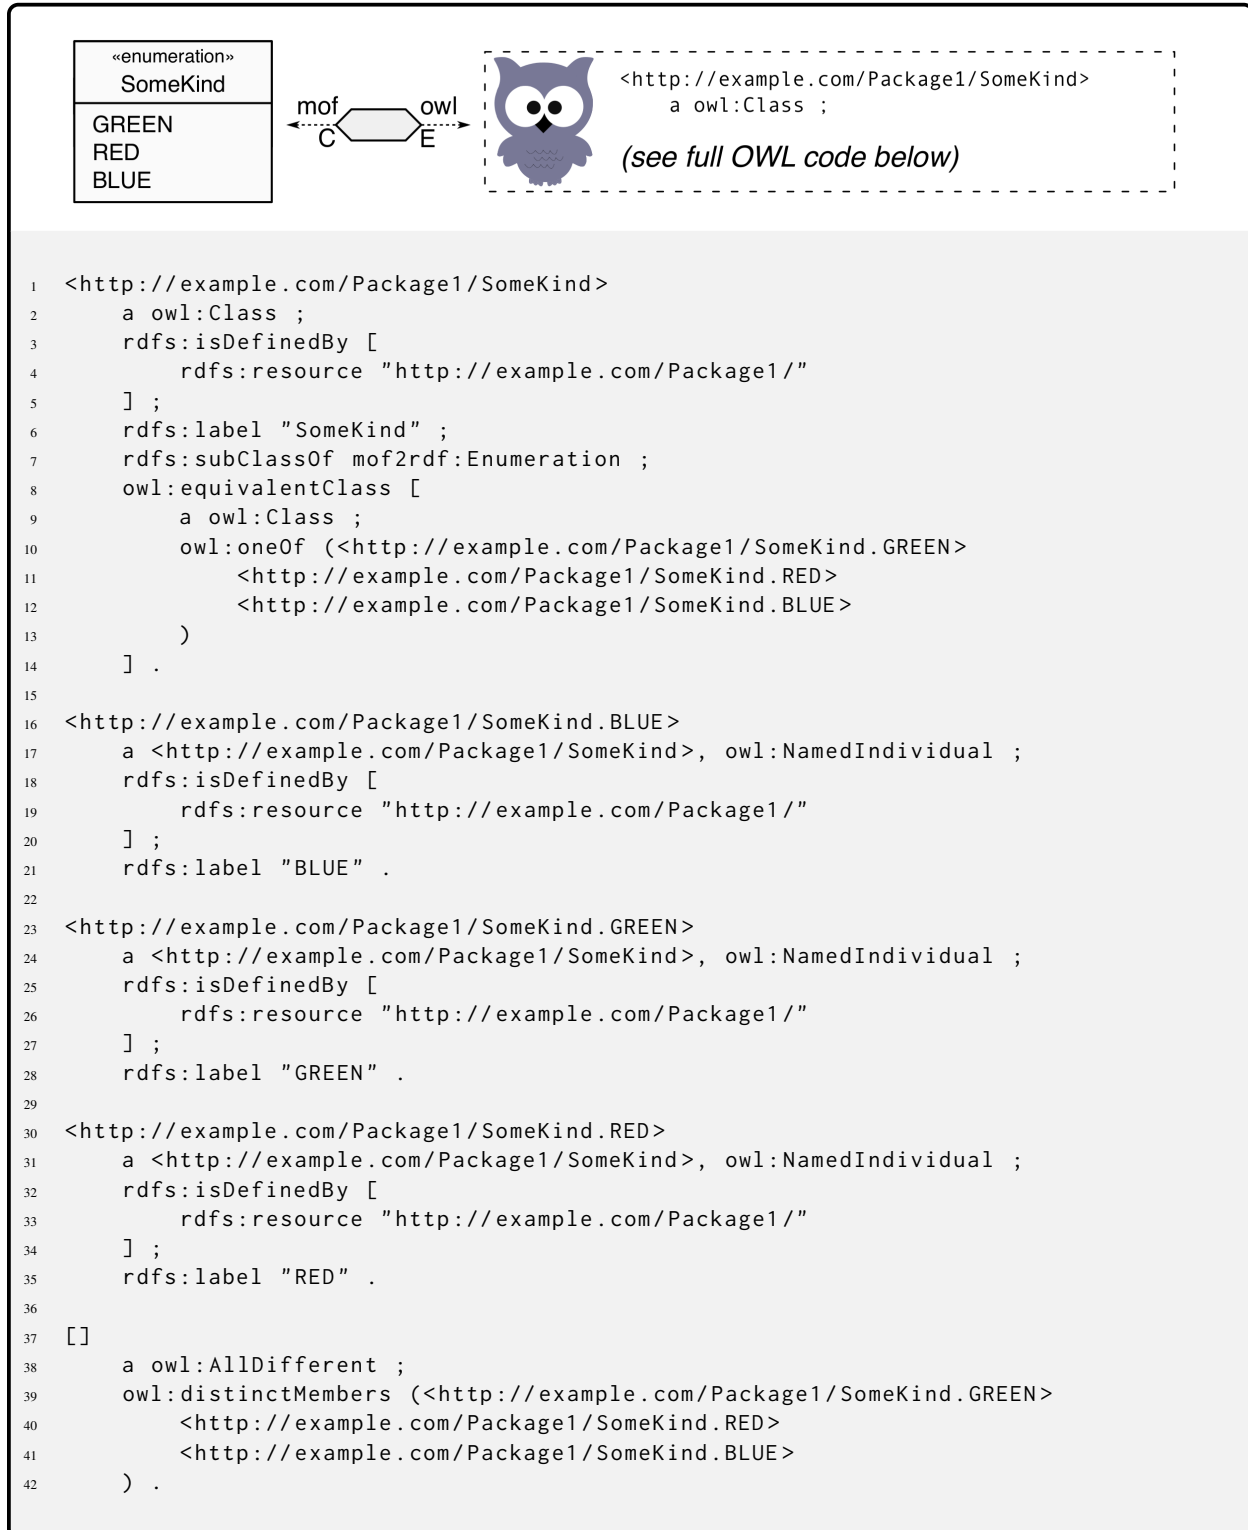 «enumeration»
SomeKind
GREEN
RED
BLUE
mof
C
owl
E
<http://example.com/Package1/SomeKind>
    a owl:Class ;
(see full OWL code below)
1 <http://example.com/Package1/SomeKind>
2     a owl:Class ;
3     rdfs:isDefinedBy [
4         rdfs:resource "http://example.com/Package1/"
5     ] ;
6     rdfs:label "SomeKind" ;
7     rdfs:subClassOf mof2rdf:Enumeration ;
8     owl:equivalentClass [
9         a owl:Class ;
10         owl:oneOf (<http://example.com/Package1/SomeKind.GREEN>
11             <http://example.com/Package1/SomeKind.RED>
12             <http://example.com/Package1/SomeKind.BLUE>
13         )
14     ] .
15
16 <http://example.com/Package1/SomeKind.BLUE>
17     a <http://example.com/Package1/SomeKind>, owl:NamedIndividual ;
18     rdfs:isDefinedBy [
19         rdfs:resource "http://example.com/Package1/"
20     ] ;
21     rdfs:label "BLUE" .
22
23 <http://example.com/Package1/SomeKind.GREEN>
24     a <http://example.com/Package1/SomeKind>, owl:NamedIndividual ;
25     rdfs:isDefinedBy [
26         rdfs:resource "http://example.com/Package1/"
27     ] ;
28     rdfs:label "GREEN" .
29
30 <http://example.com/Package1/SomeKind.RED>
31     a <http://example.com/Package1/SomeKind>, owl:NamedIndividual ;
32     rdfs:isDefinedBy [
33         rdfs:resource "http://example.com/Package1/"
34     ] ;
35     rdfs:label "RED" .
36
37 []
38     a owl:AllDifferent ;
39     owl:distinctMembers (<http://example.com/Package1/SomeKind.GREEN>
40         <http://example.com/Package1/SomeKind.RED>
41         <http://example.com/Package1/SomeKind.BLUE>
42     ) .